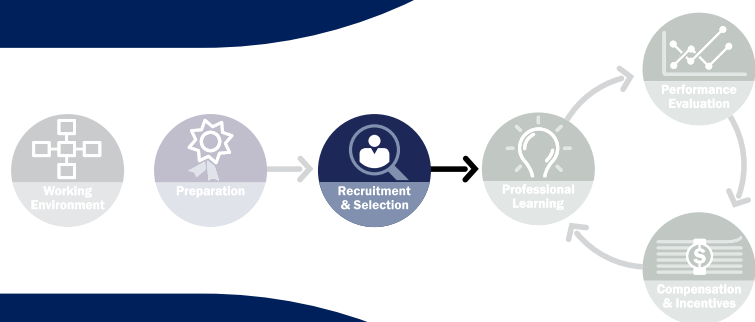 Working
Environment
Preparation
Recruitment
& Selection
Professional
Learning
Performance
Evaluation
$
Compensation
& Incentives